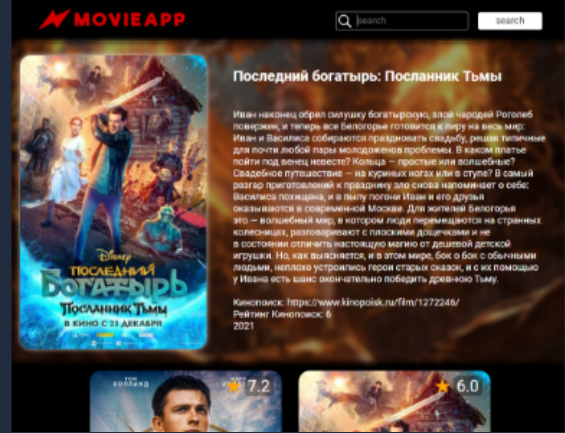 MOVIEAPP
search
search
Последний богатырь: Посланник Тьмы
Иван наконец обрел силушку богатырскую, злой чародей Роголеб
повержен, и теперь все Белогорье готовится к пиру на весь мир:
Иван и Василиса собираются праздновать свадьбу, решая типичные
для почти любой пары молодоженов проблемы. В каком платье
пойти под венец невесте? Кольца — простые или волшебные?
Свадебное путешествие — на куриных ногах или в ступе? В самый
разгар приготовлений к празднику зло снова напоминает о себе:
Василиса похищена, и в пылу погони Иван и его друзья
оказываются в современной Москве. Для жителей Белогорья
это — волшебный мир, в котором люди перемещаются на странных
колесницах, разговаривают с плоскими дощечками и не
в состоянии отличить настоящую магию от дешевой детской
игрушки. Но, как выясняется, и в этом мире, бок о бок с обычными
людьми, неплохо устроились герои старых сказок, и с их помощью
у Ивана есть шанс окончательно победить древнюю Тьму.
Кинопоиск: https://www.kinopoisk.ru/film/1272246/
Рейтинг Кинопоиск: 6
2021
Disney
ПОСЛЕДНИЙ
БОГАТЫРЬ
ПОСЛАННИК ТЬМЫ
В КИНО С 23 ДЕКАБРЯ
ТОМ
ХОЛЛАНД
7.2
6.0